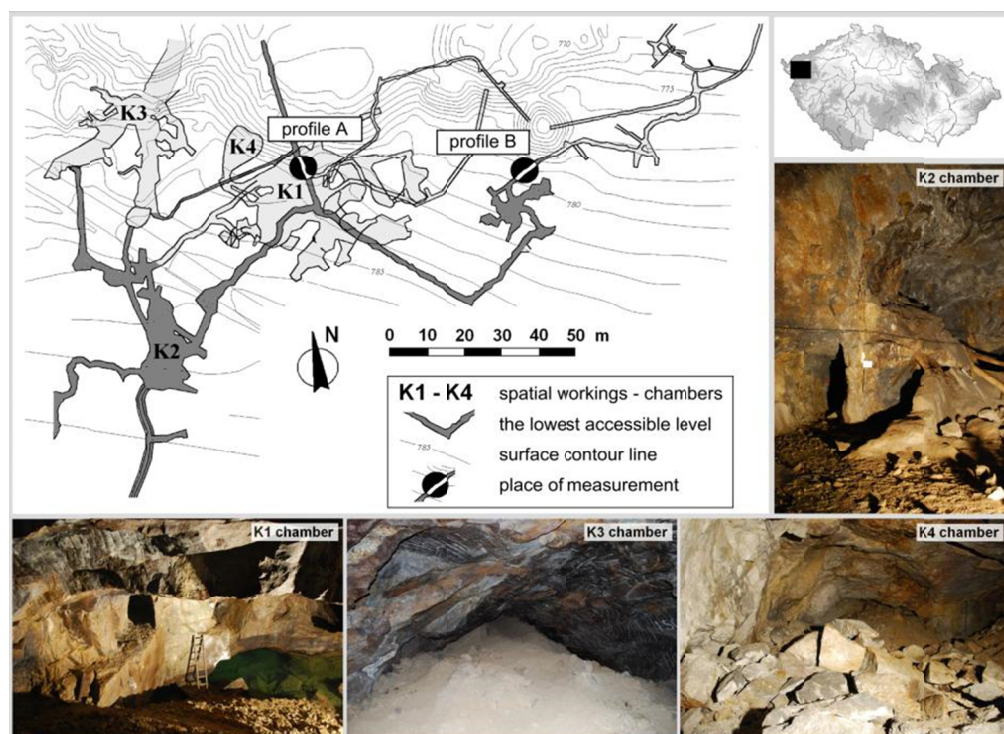 K3
K4
profile A
K1
profile B
710
775
780
785
K2
N
0 10 20 30 40 50 m
K1 - K4 spatial workings - chambers
the lowest accessible level
785
surface contour line
place of measurement
K2 chamber
K1 chamber
K3 chamber
K4 chamber